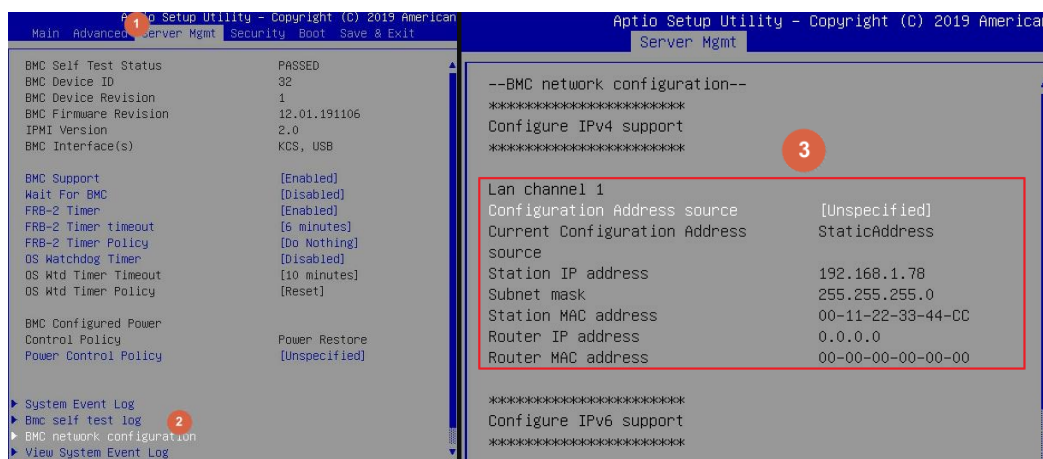 Aptio Setup Utility - Copyright (C) 2019 American
Main Advanced Server Mgmt Security Boot Save & Exit
1
BMC Self Test Status PASSED
BMC Device ID 32
BMC Device Revision 1
BMC Firmware Revision 12.01.191106
IPMI Version 2.0
BMC Interface(s) KCS, USB
BMC Support [Enabled]
Wait For BMC [Disabled]
FRB-2 Timer [Enabled]
FRB-2 Timer timeout [6 minutes]
FRB-2 Timer Policy [Do Nothing]
OS Watchdog Timer [Disabled]
OS Wtd Timer Timeout [10 minutes]
OS Wtd Timer Policy [Reset]
BMC Configured Power
Control Policy Power Restore
Power Control Policy [Unspecified]
System Event Log
Bmc self test log
2
BMC network configuration
View System Event Log
Aptio Setup Utility - Copyright (C) 2019 America
Server Mgmt
--BMC network configuration--
***********************
Configure IPv4 support
***********************
3
Lan channel 1
Configuration Address source [Unspecified]
Current Configuration Address StaticAddress
source
Station IP address 192.168.1.78
Subnet mask 255.255.255.0
Station MAC address 00-11-22-33-44-CC
Router IP address 0.0.0.0
Router MAC address 00-00-00-00-00-00
***********************
Configure IPv6 support
***********************